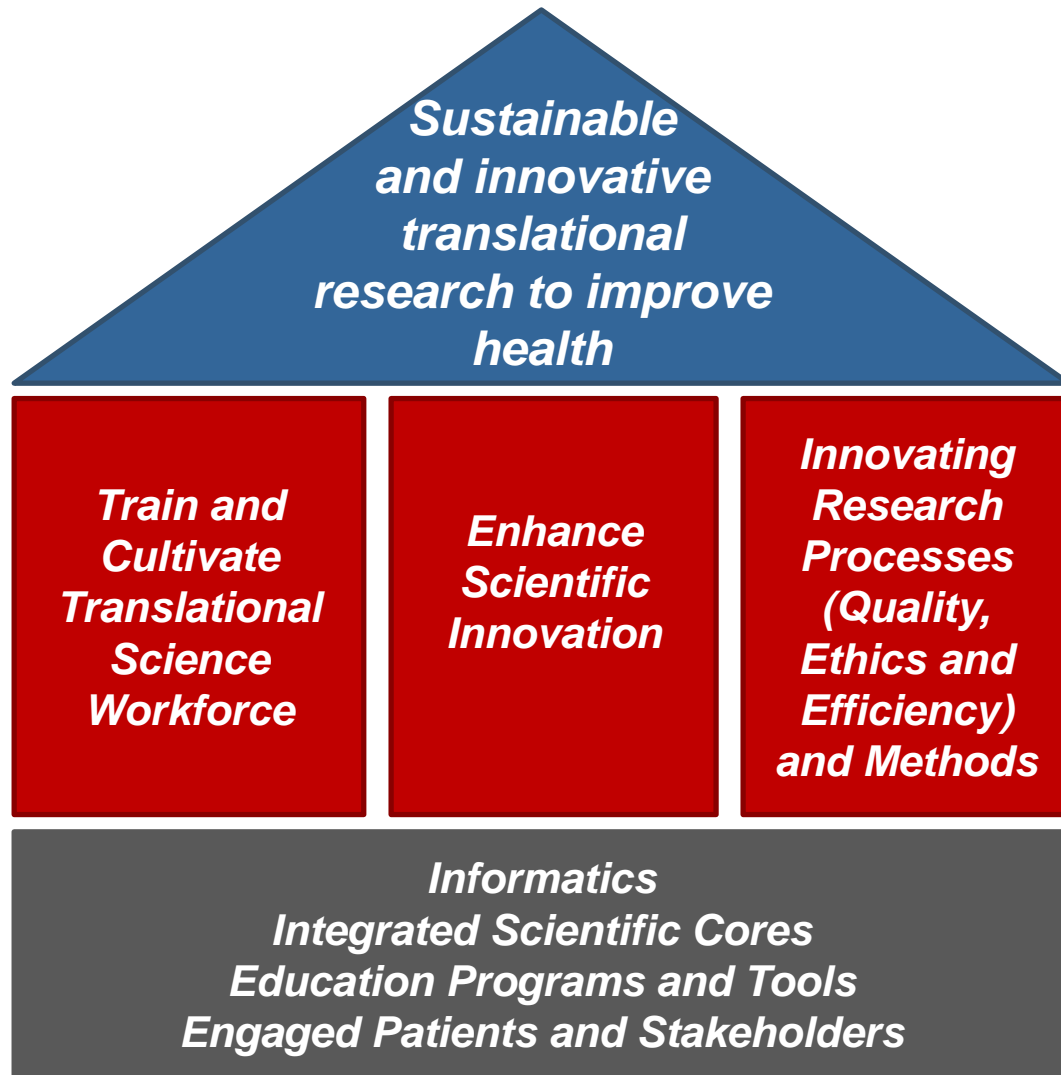 Sustainable
and innovative
translational
research to improve
health
Train and
Cultivate
Translational
Science
Workforce
Enhance
Scientific
Innovation
Innovating
Research
Processes
(Quality,
Ethics and
Efficiency)
and Methods
Informatics
Integrated Scientific Cores
Education Programs and Tools
Engaged Patients and Stakeholders